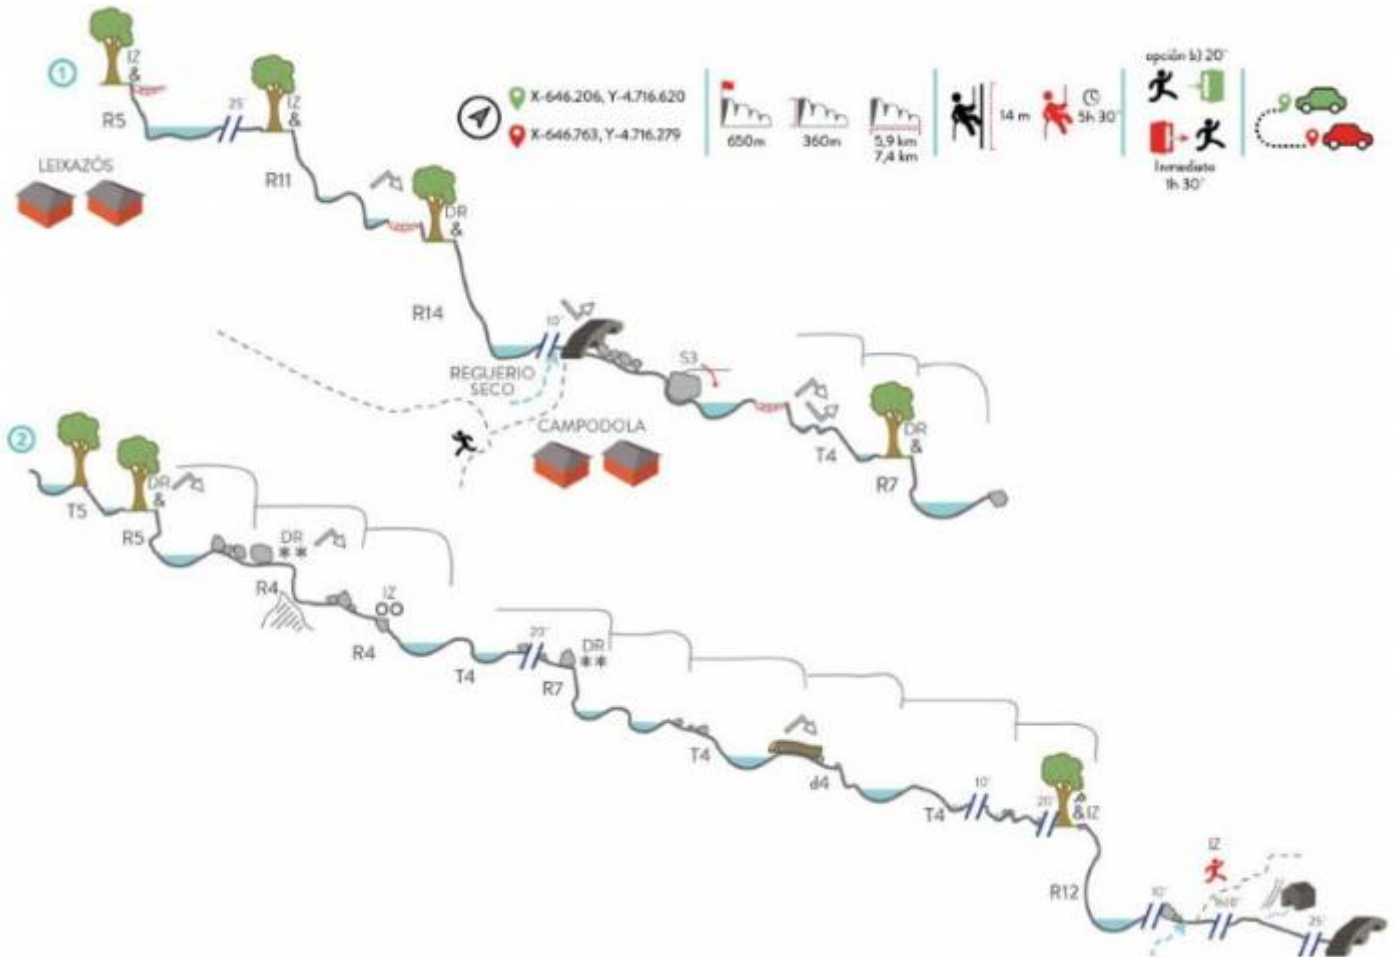 1
IZ
&
R5
LEIXAZÓS
25´
IZ
&
R11
DR
&
R14
10´
REGUERIO
SECO
CAMPODOLA
S3
T4
DR
&
R7
X-646.206, Y-4.716.620
X-646.763, Y-4.716.279
650m
360m
5,9 km
7,4 km
14 m
5h 30´
opción b) 20´
Inmediato
1h 30´
2
T5
DR
&
R5
DR
**
R4
IZ
R4
T4
20´
DR
**
R7
T4
d4
T4
10´
20´
&IZ
R12
10´
IZ
1h10´
25´